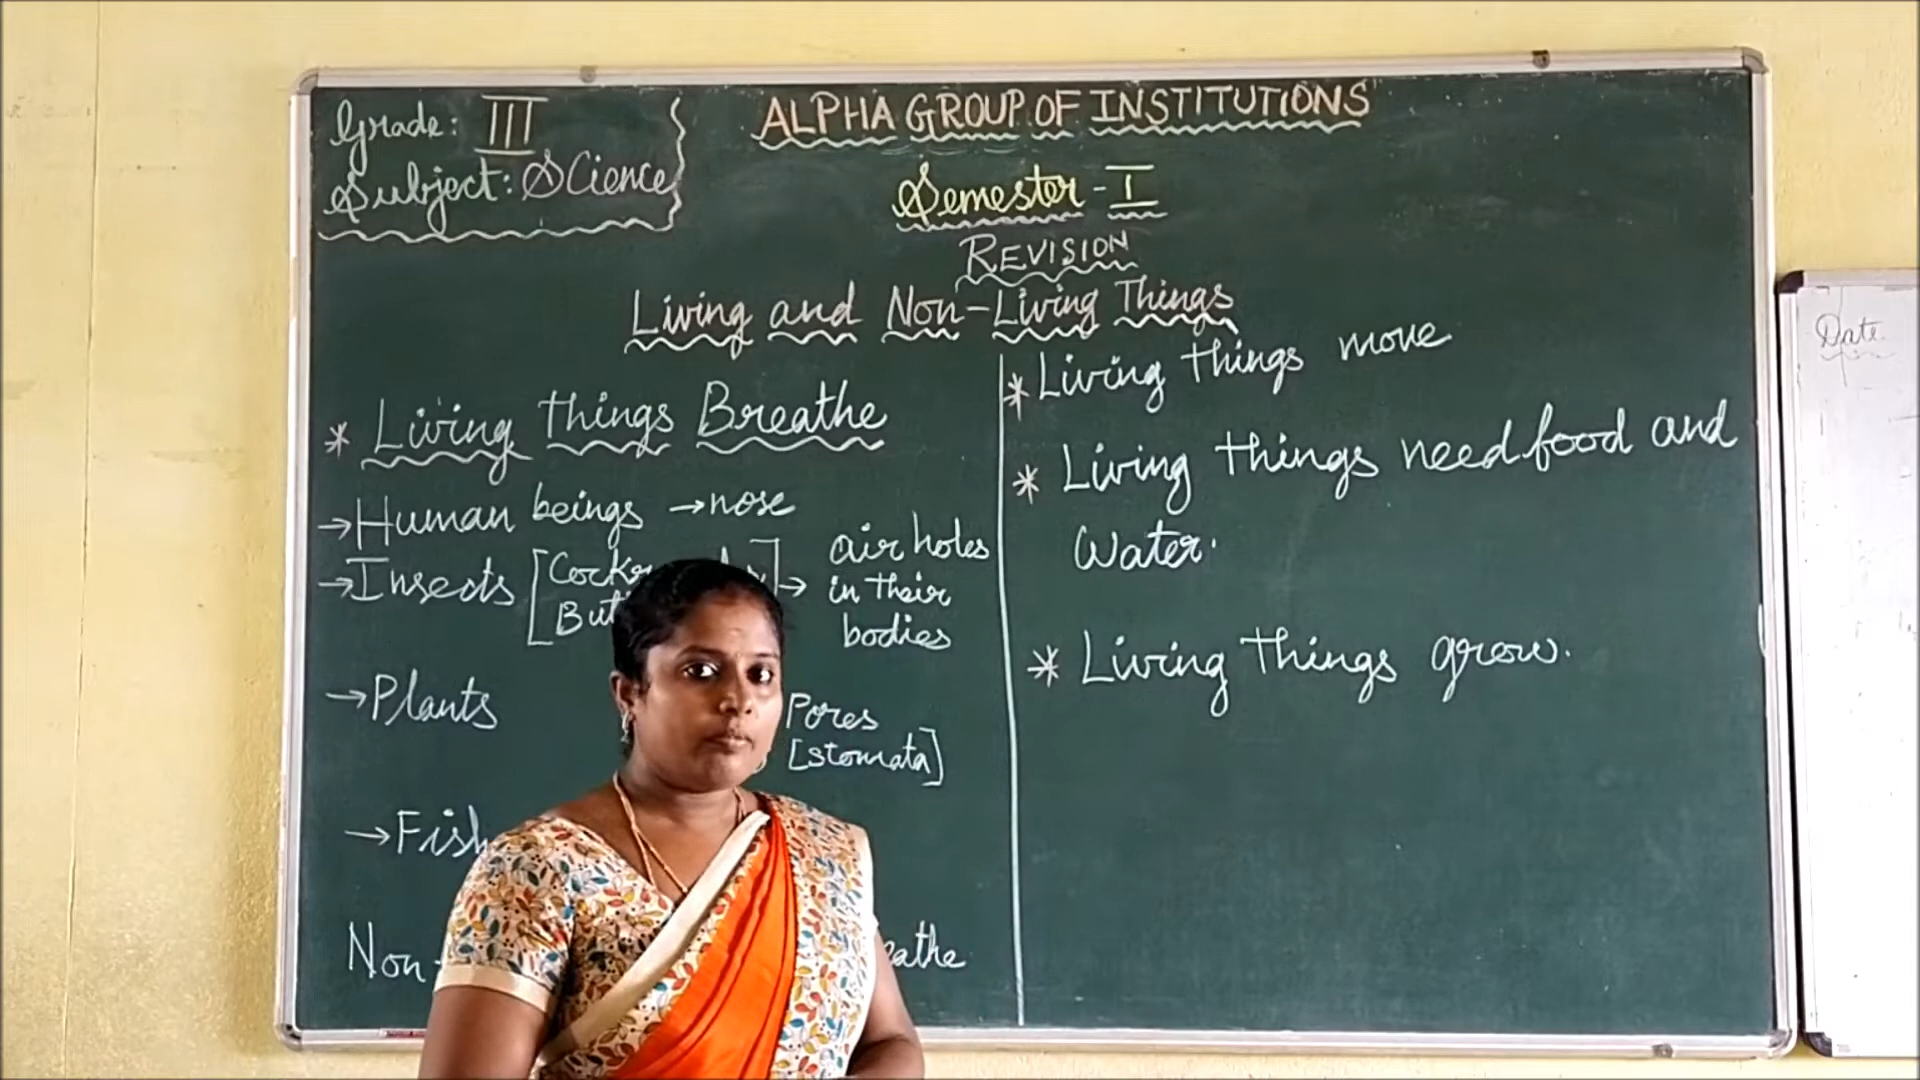 Grade: III
Subject: Science
ALPHA GROUP OF INSTITUTIONS
Semester - I
REVISION
Living and Non-Living Things
* Living things Breathe
→ Human beings → nose
→ Insects [ ] → air holes
in their
bodies
→ Plants Pores
[stomata]
→ Fish
Non-
* Living things move
* Living things need food and
Water.
* Living things grow.
Date